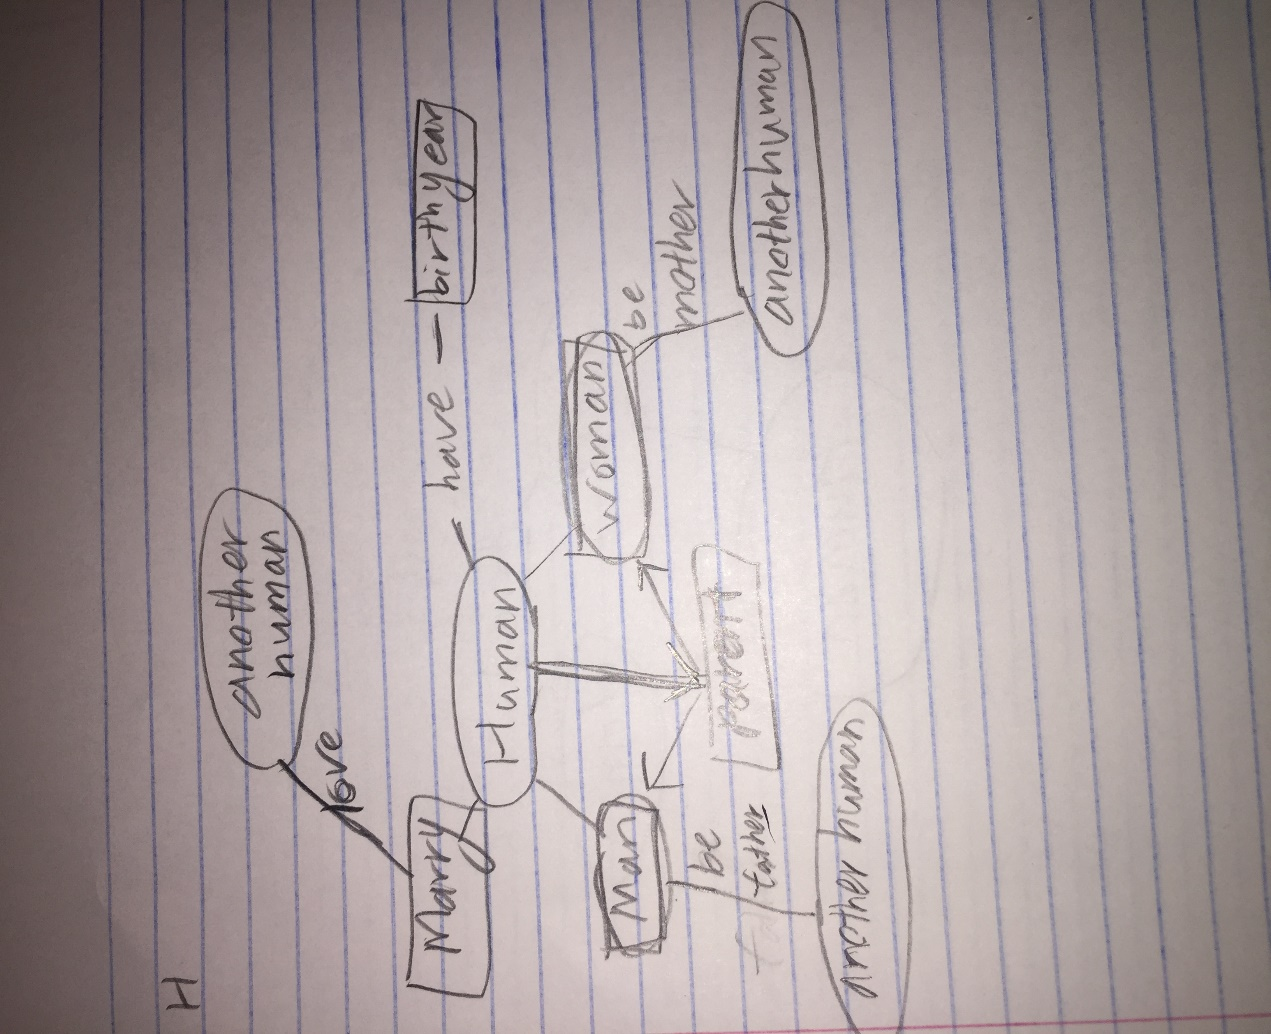 H
another
human
love
have
birthyear
Marry
Human
Man
woman
be
mother
parent
be
father
another human
another human